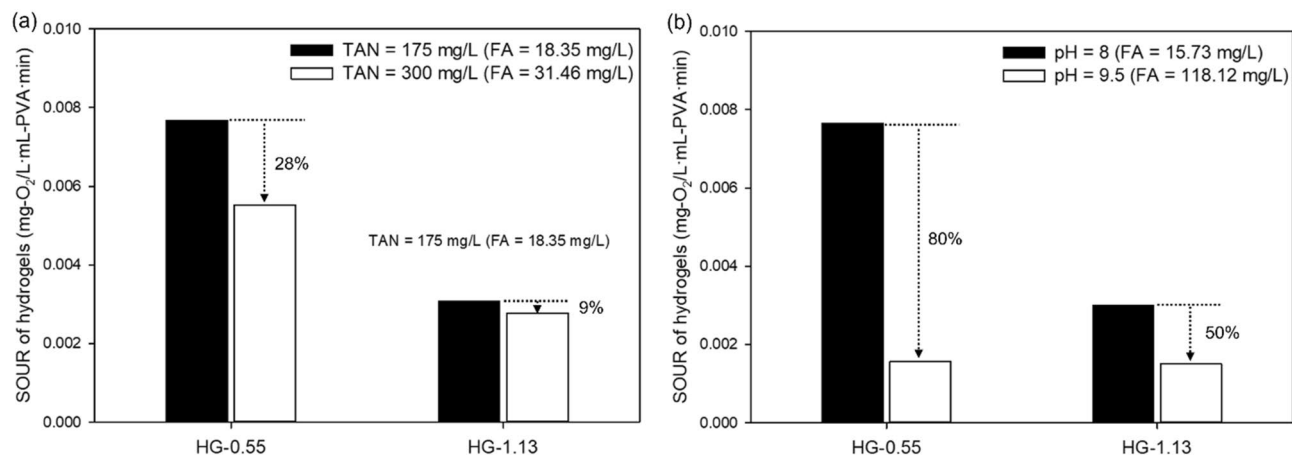 (a)
SOUR of hydrogels (mg-O₂/L·mL-PVA·min)
0.010
0.008
0.006
0.004
0.002
0.000
TAN = 175 mg/L (FA = 18.35 mg/L)
TAN = 300 mg/L (FA = 31.46 mg/L)
28%
TAN = 175 mg/L (FA = 18.35 mg/L)
9%
HG-0.55
HG-1.13
(b)
SOUR of hydrogels (mg-O₂/L·mL-PVA·min)
0.010
0.008
0.006
0.004
0.002
0.000
pH = 8 (FA = 15.73 mg/L)
pH = 9.5 (FA = 118.12 mg/L)
80%
50%
HG-0.55
HG-1.13